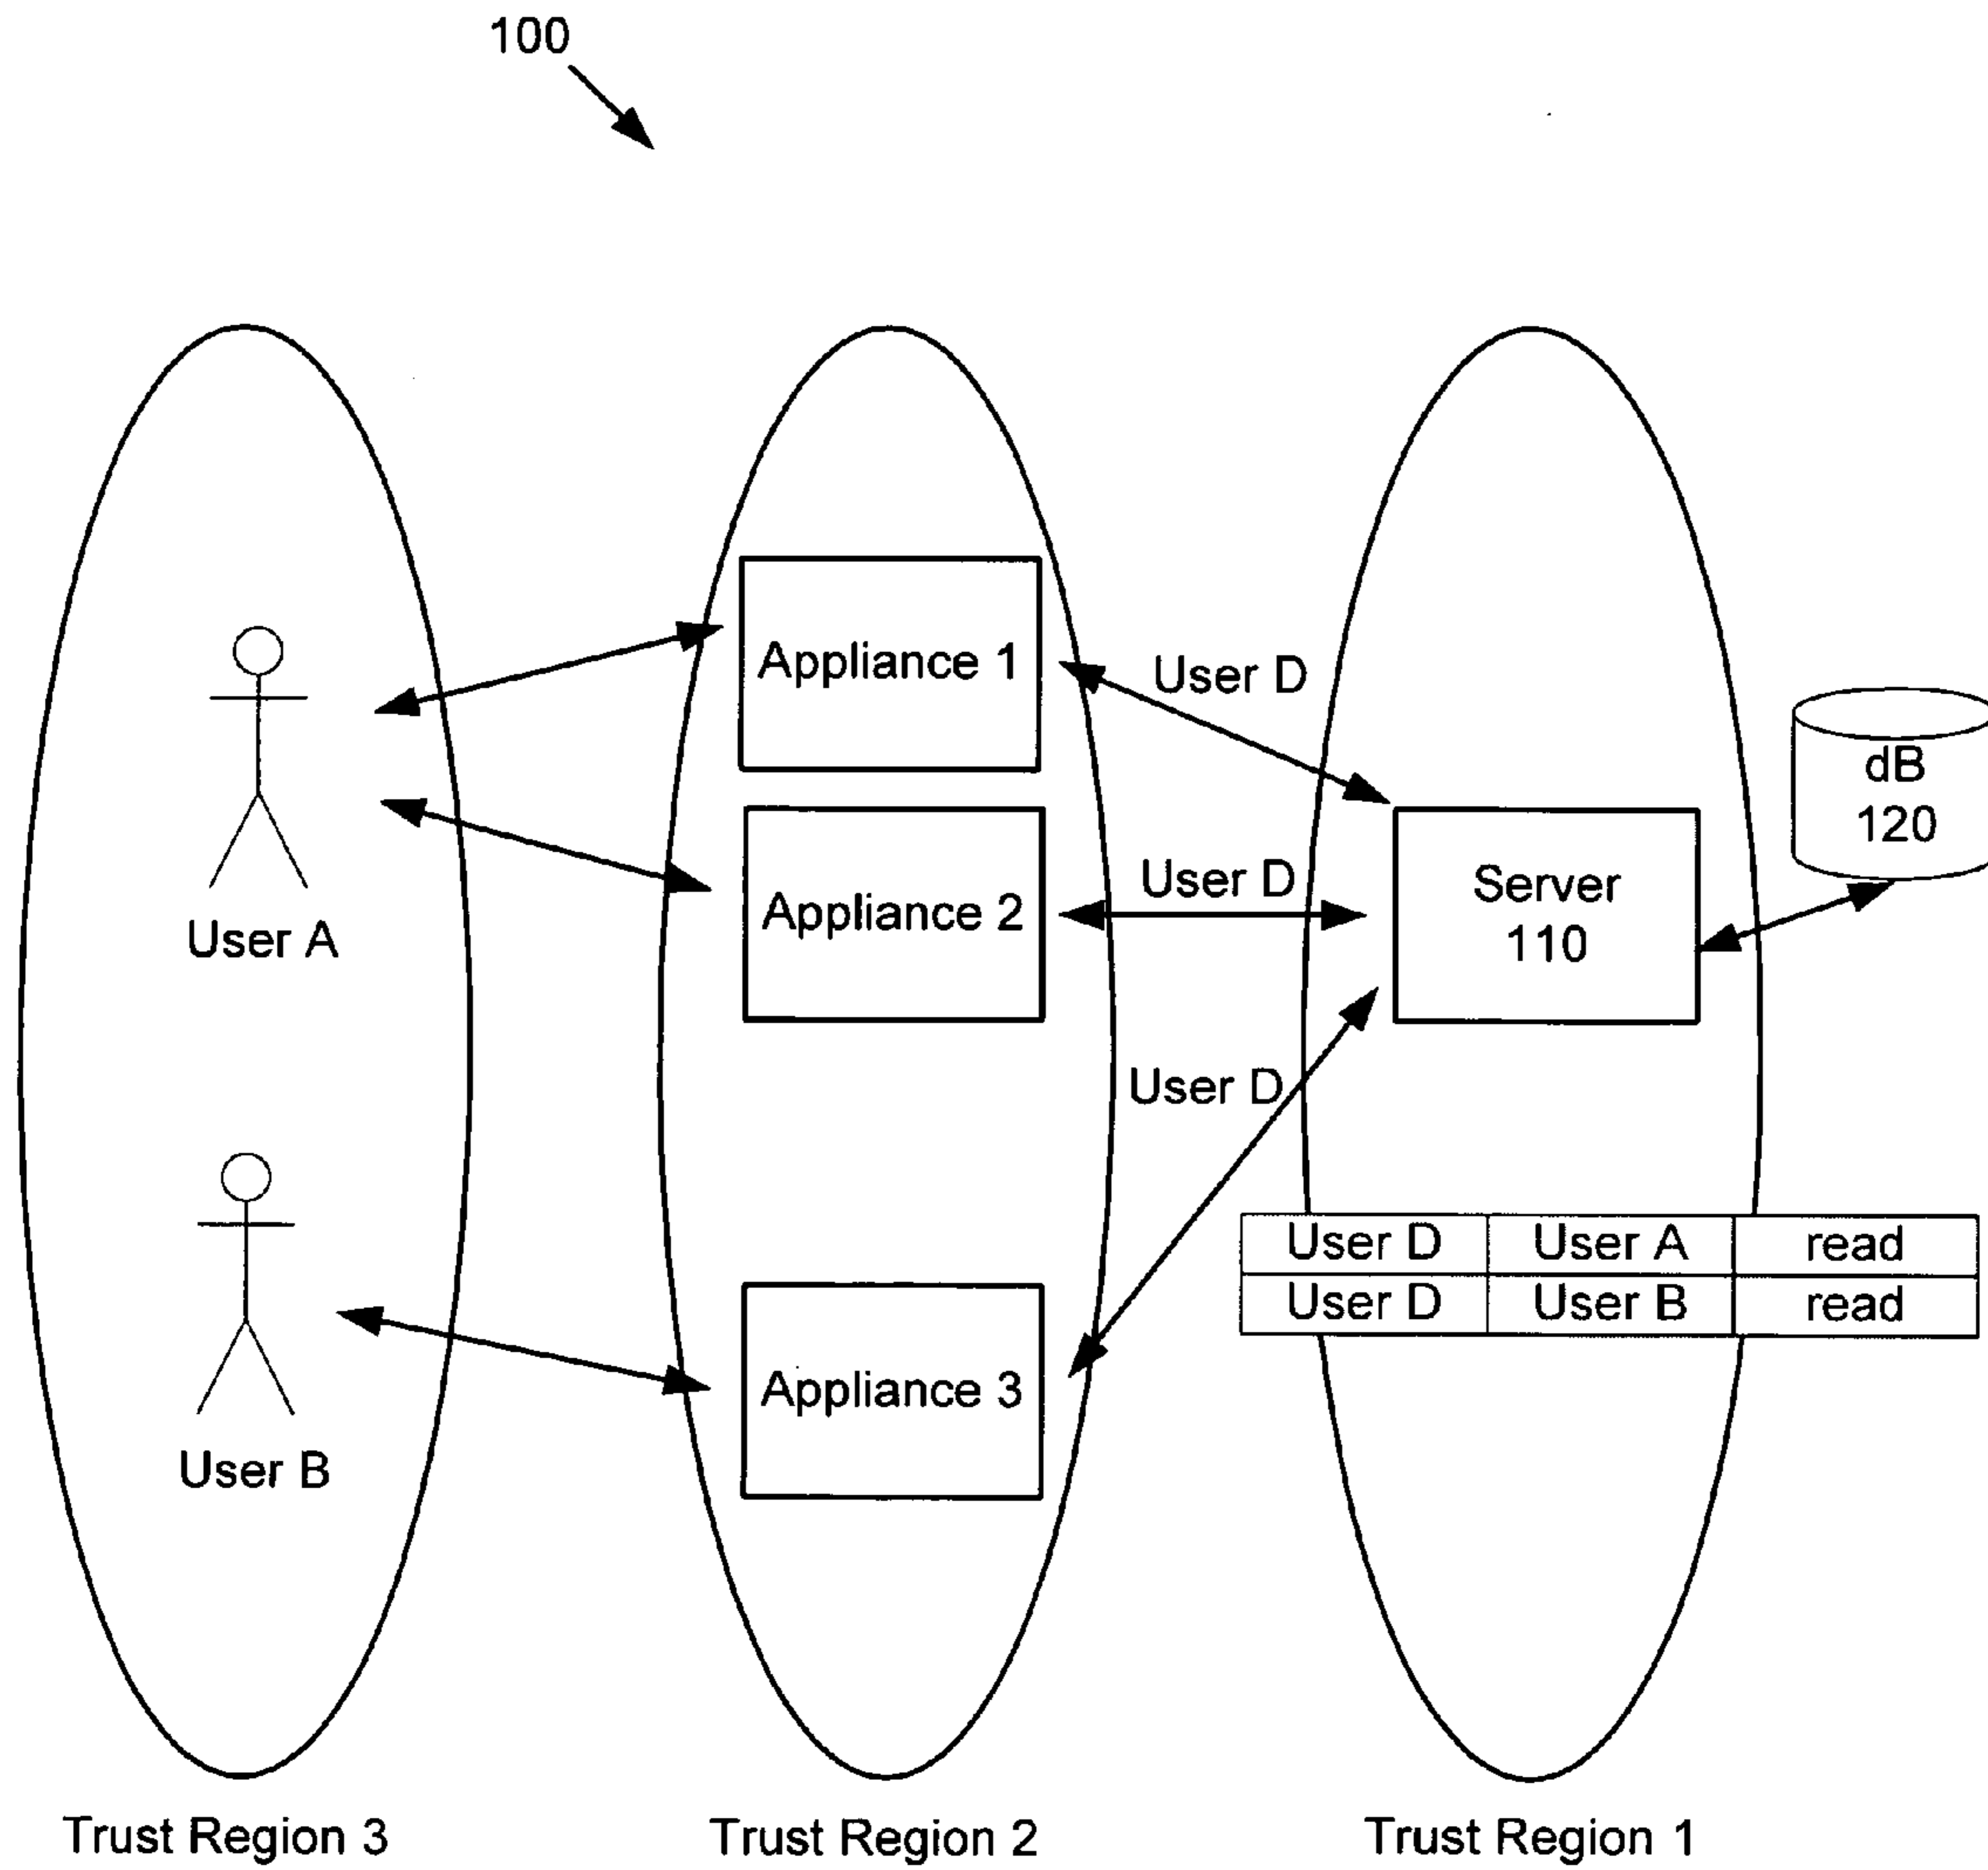 100
Appliance 1
User D
dB
120
User D
Server
110
Appliance 2
User A
User D
User D User A read
User D User B read
Appliance 3
User B
Trust Region 3
Trust Region 2
Trust Region 1